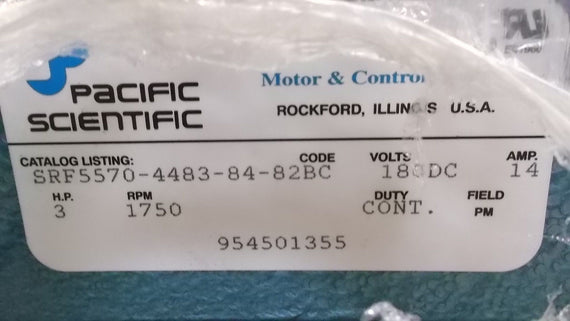 PACIFIC
SCIENTIFIC
Motor & Control
ROCKFORD, ILLINOIS U.S.A.
CATALOG LISTING: CODE VOLTS AMP.
SRF5570-4483-84-82BC 180DC 14
H.P. RPM DUTY FIELD
3 1750 CONT. PM
954501355